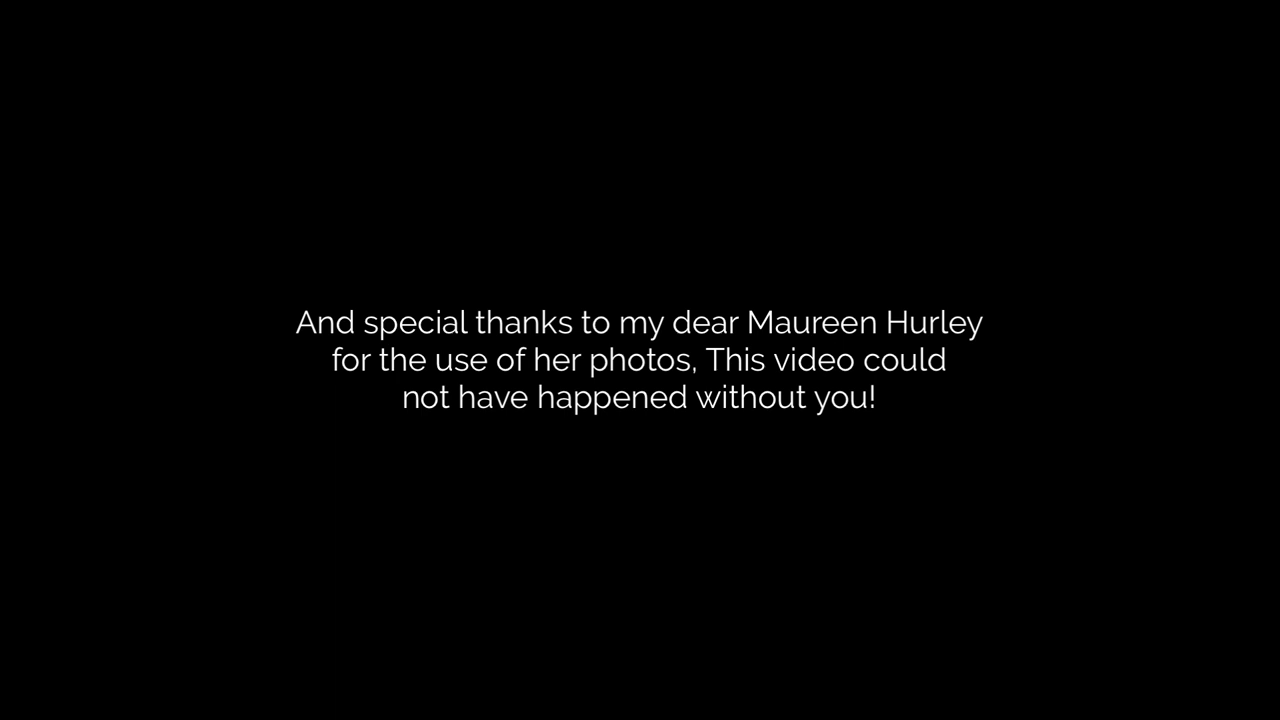 And special thanks to my dear Maureen Hurley
for the use of her photos, This video could
not have happened without you!